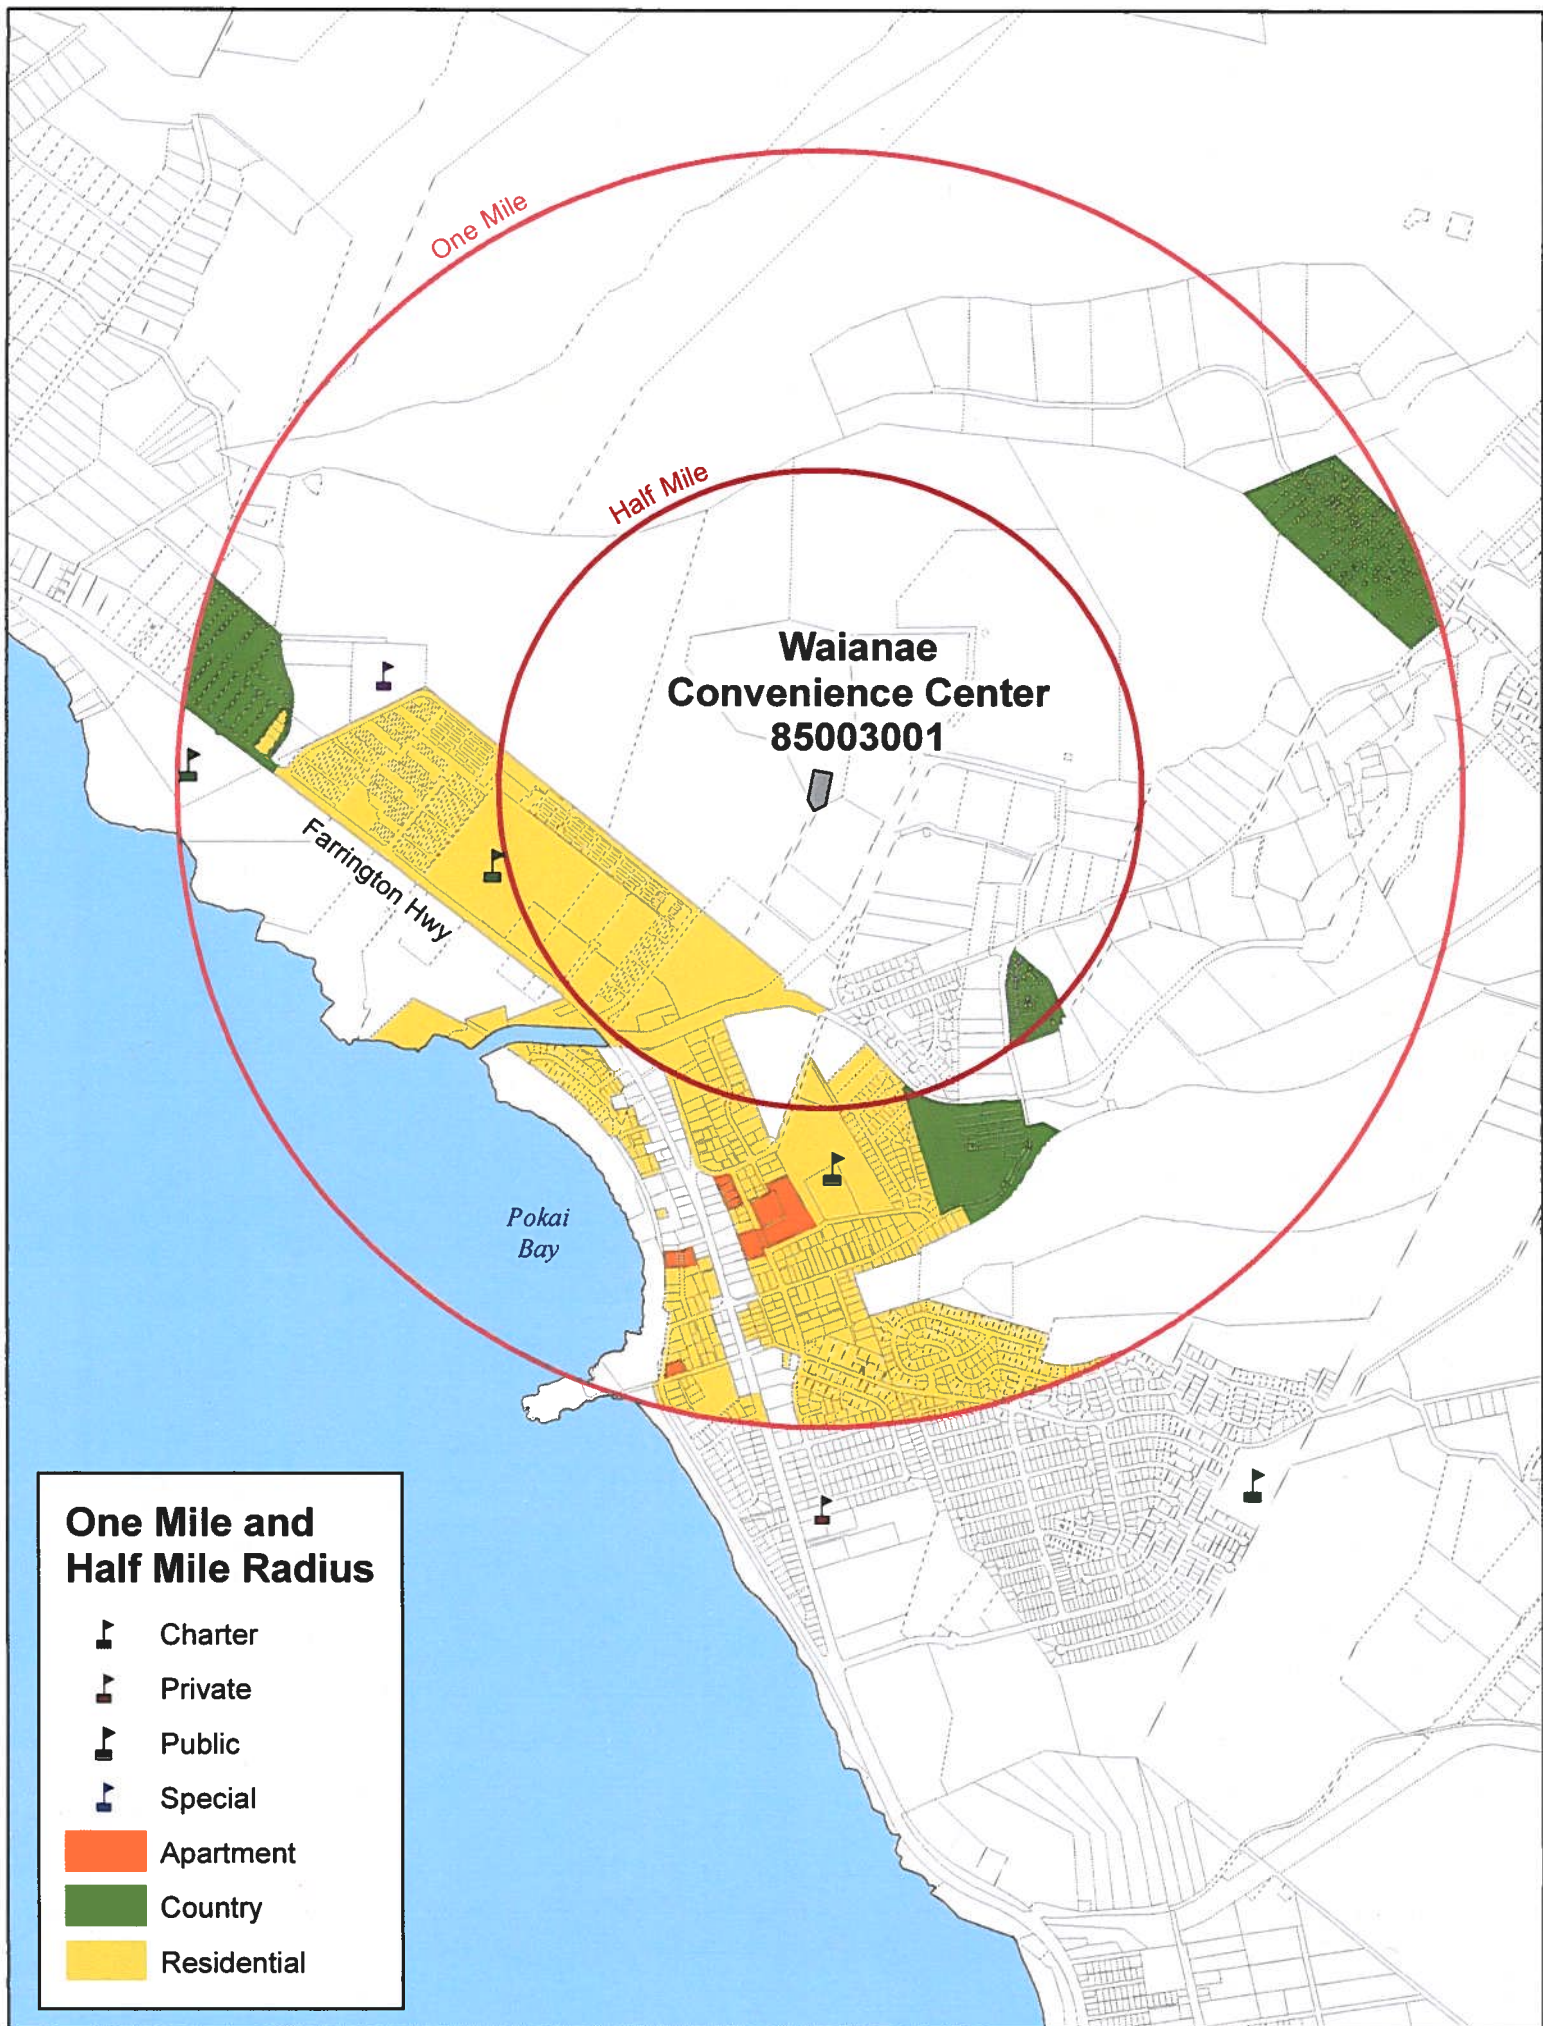 One Mile
Half Mile
Waianae
Convenience Center
85003001
Farrington Hwy
Pokai
Bay
One Mile and
Half Mile Radius
Charter
Private
Public
Special
Apartment
Country
Residential